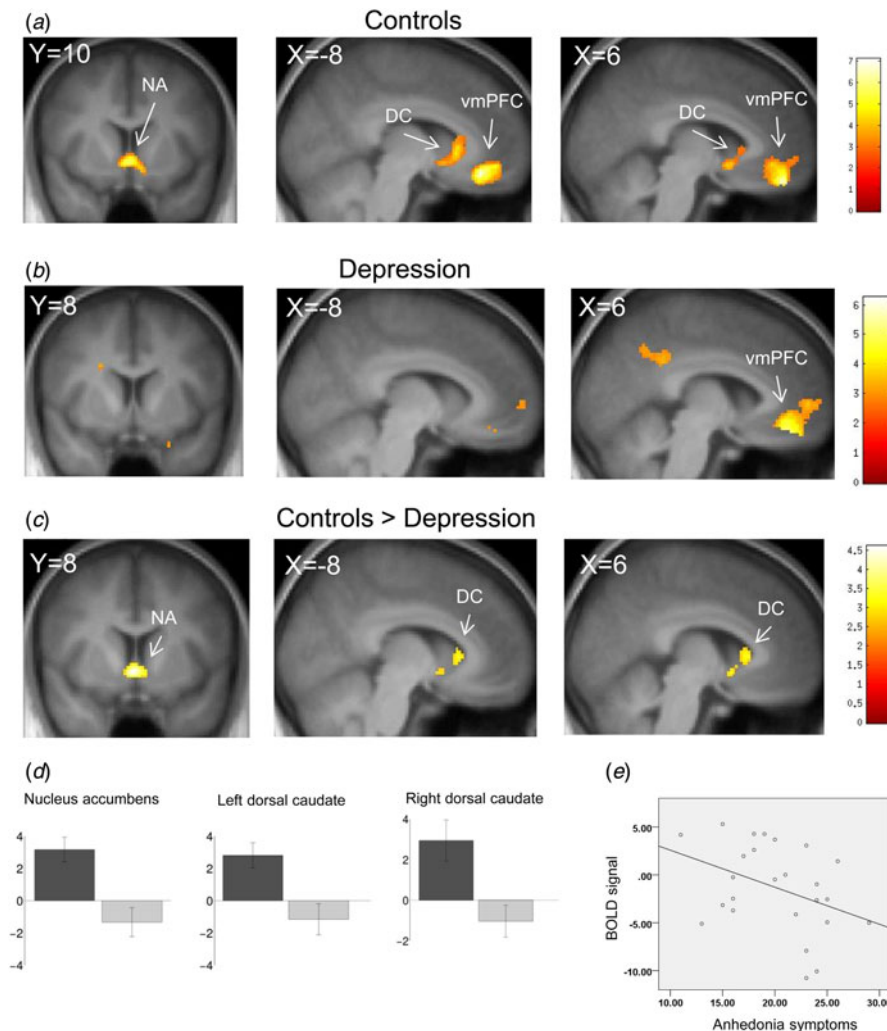 (a)
Controls
Y=10
NA
X=-8
DC
vmPFC
X=6
DC
vmPFC
7
6
5
4
3
2
1
0
(b)
Depression
Y=8
X=-8
X=6
vmPFC
6
5
4
3
2
1
0
(c)
Controls > Depression
Y=8
NA
X=-8
DC
X=6
DC
4.5
4
3.5
3
2.5
2
1.5
1
0.5
0
(d)
Nucleus accumbens
4
2
0
−2
−4
Left dorsal caudate
4
2
0
−2
−4
Right dorsal caudate
4
2
0
−2
(e)
BOLD signal
5.00
.00
-5.00
-10.00
10.00 15.00 20.00 25.00 30.00
Anhedonia symptoms